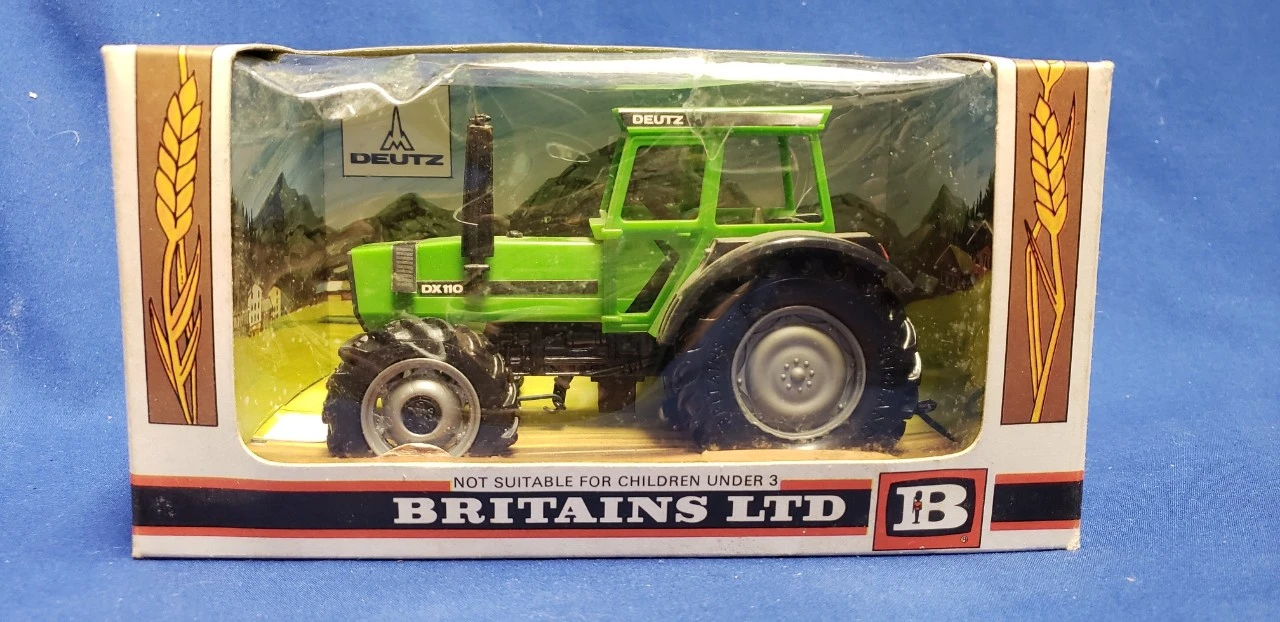 DEUTZ
DEUTZ
DX110
NOT SUITABLE FOR CHILDREN UNDER 3
BRITAINS LTD
B